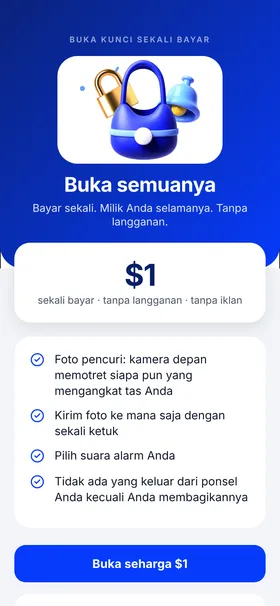 BUKA KUNCI SEKALI BAYAR
Buka semuanya
Bayar sekali. Milik Anda selamanya. Tanpa
langganan.
$1
sekali bayar · tanpa langganan · tanpa iklan
Foto pencuri: kamera depan
memotret siapa pun yang
mengangkat tas Anda
Kirim foto ke mana saja dengan
sekali ketuk
Pilih suara alarm Anda
Tidak ada yang keluar dari ponsel
Anda kecuali Anda membagikannya
Buka seharga $1